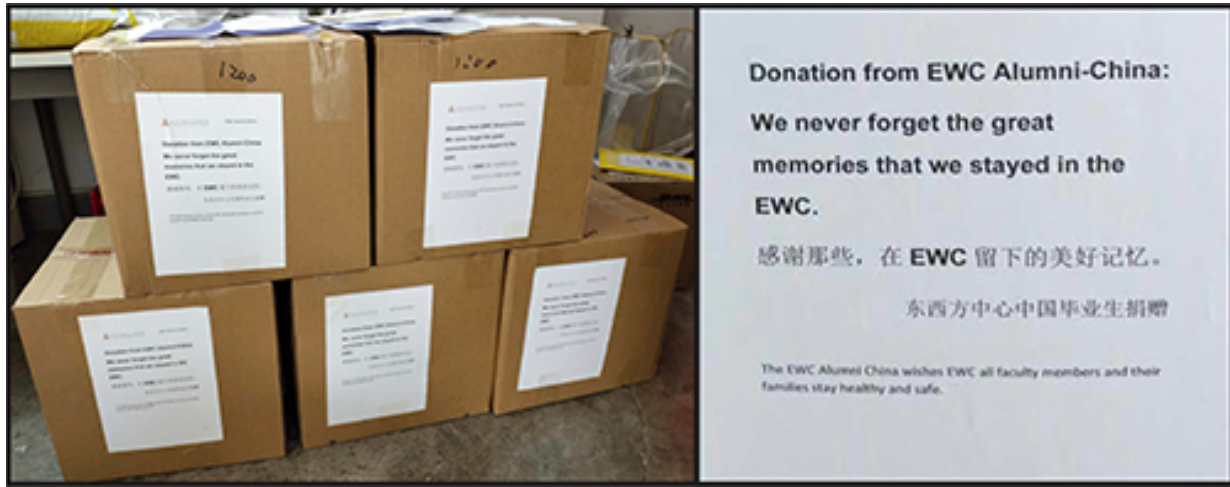 1200
1200
Donation from EWC Alumni-China:
We never forget the great
memories that we stayed in the
EWC.
感谢那些，在 EWC 留下的美好记忆。
东西方中心中国毕业生捐赠
The EWC Alumni China wishes EWC all faculty members and their
families stay healthy and safe.